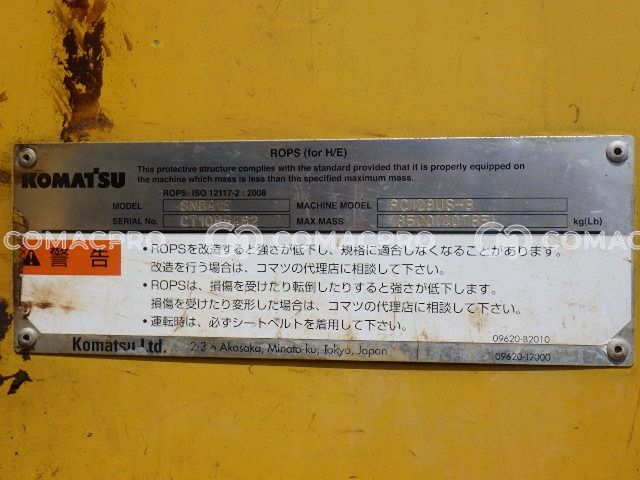 ROPS (for H/E)
KOMATSU
This protective structure complies with the standard provided that it is properly equipped on
the machine which mass is less than the specified maximum mass.
ROPS: ISO 12117-2 : 2008
MODEL MACHINE MODEL PC128US-8
SERIAL No. MAX.MASS kg(Lb)
COMACPRO COMACPRO COMACPRO
警告
・ROPSを改造すると強さが低下し、規格に適合しなくなることがあります。
改造を行う場合は、コマツの代理店に相談して下さい。
・ROPSは、損傷を受けたり転倒したりすると強さが低下します。
損傷を受けたり変形した場合は、コマツの代理店に相談して下さい。
・運転時は、必ずシートベルトを着用して下さい。
09620-B2010
Komatsu Ltd. 2-3-6 Akasaka, Minato-ku, Tokyo, Japan
09620-J2000